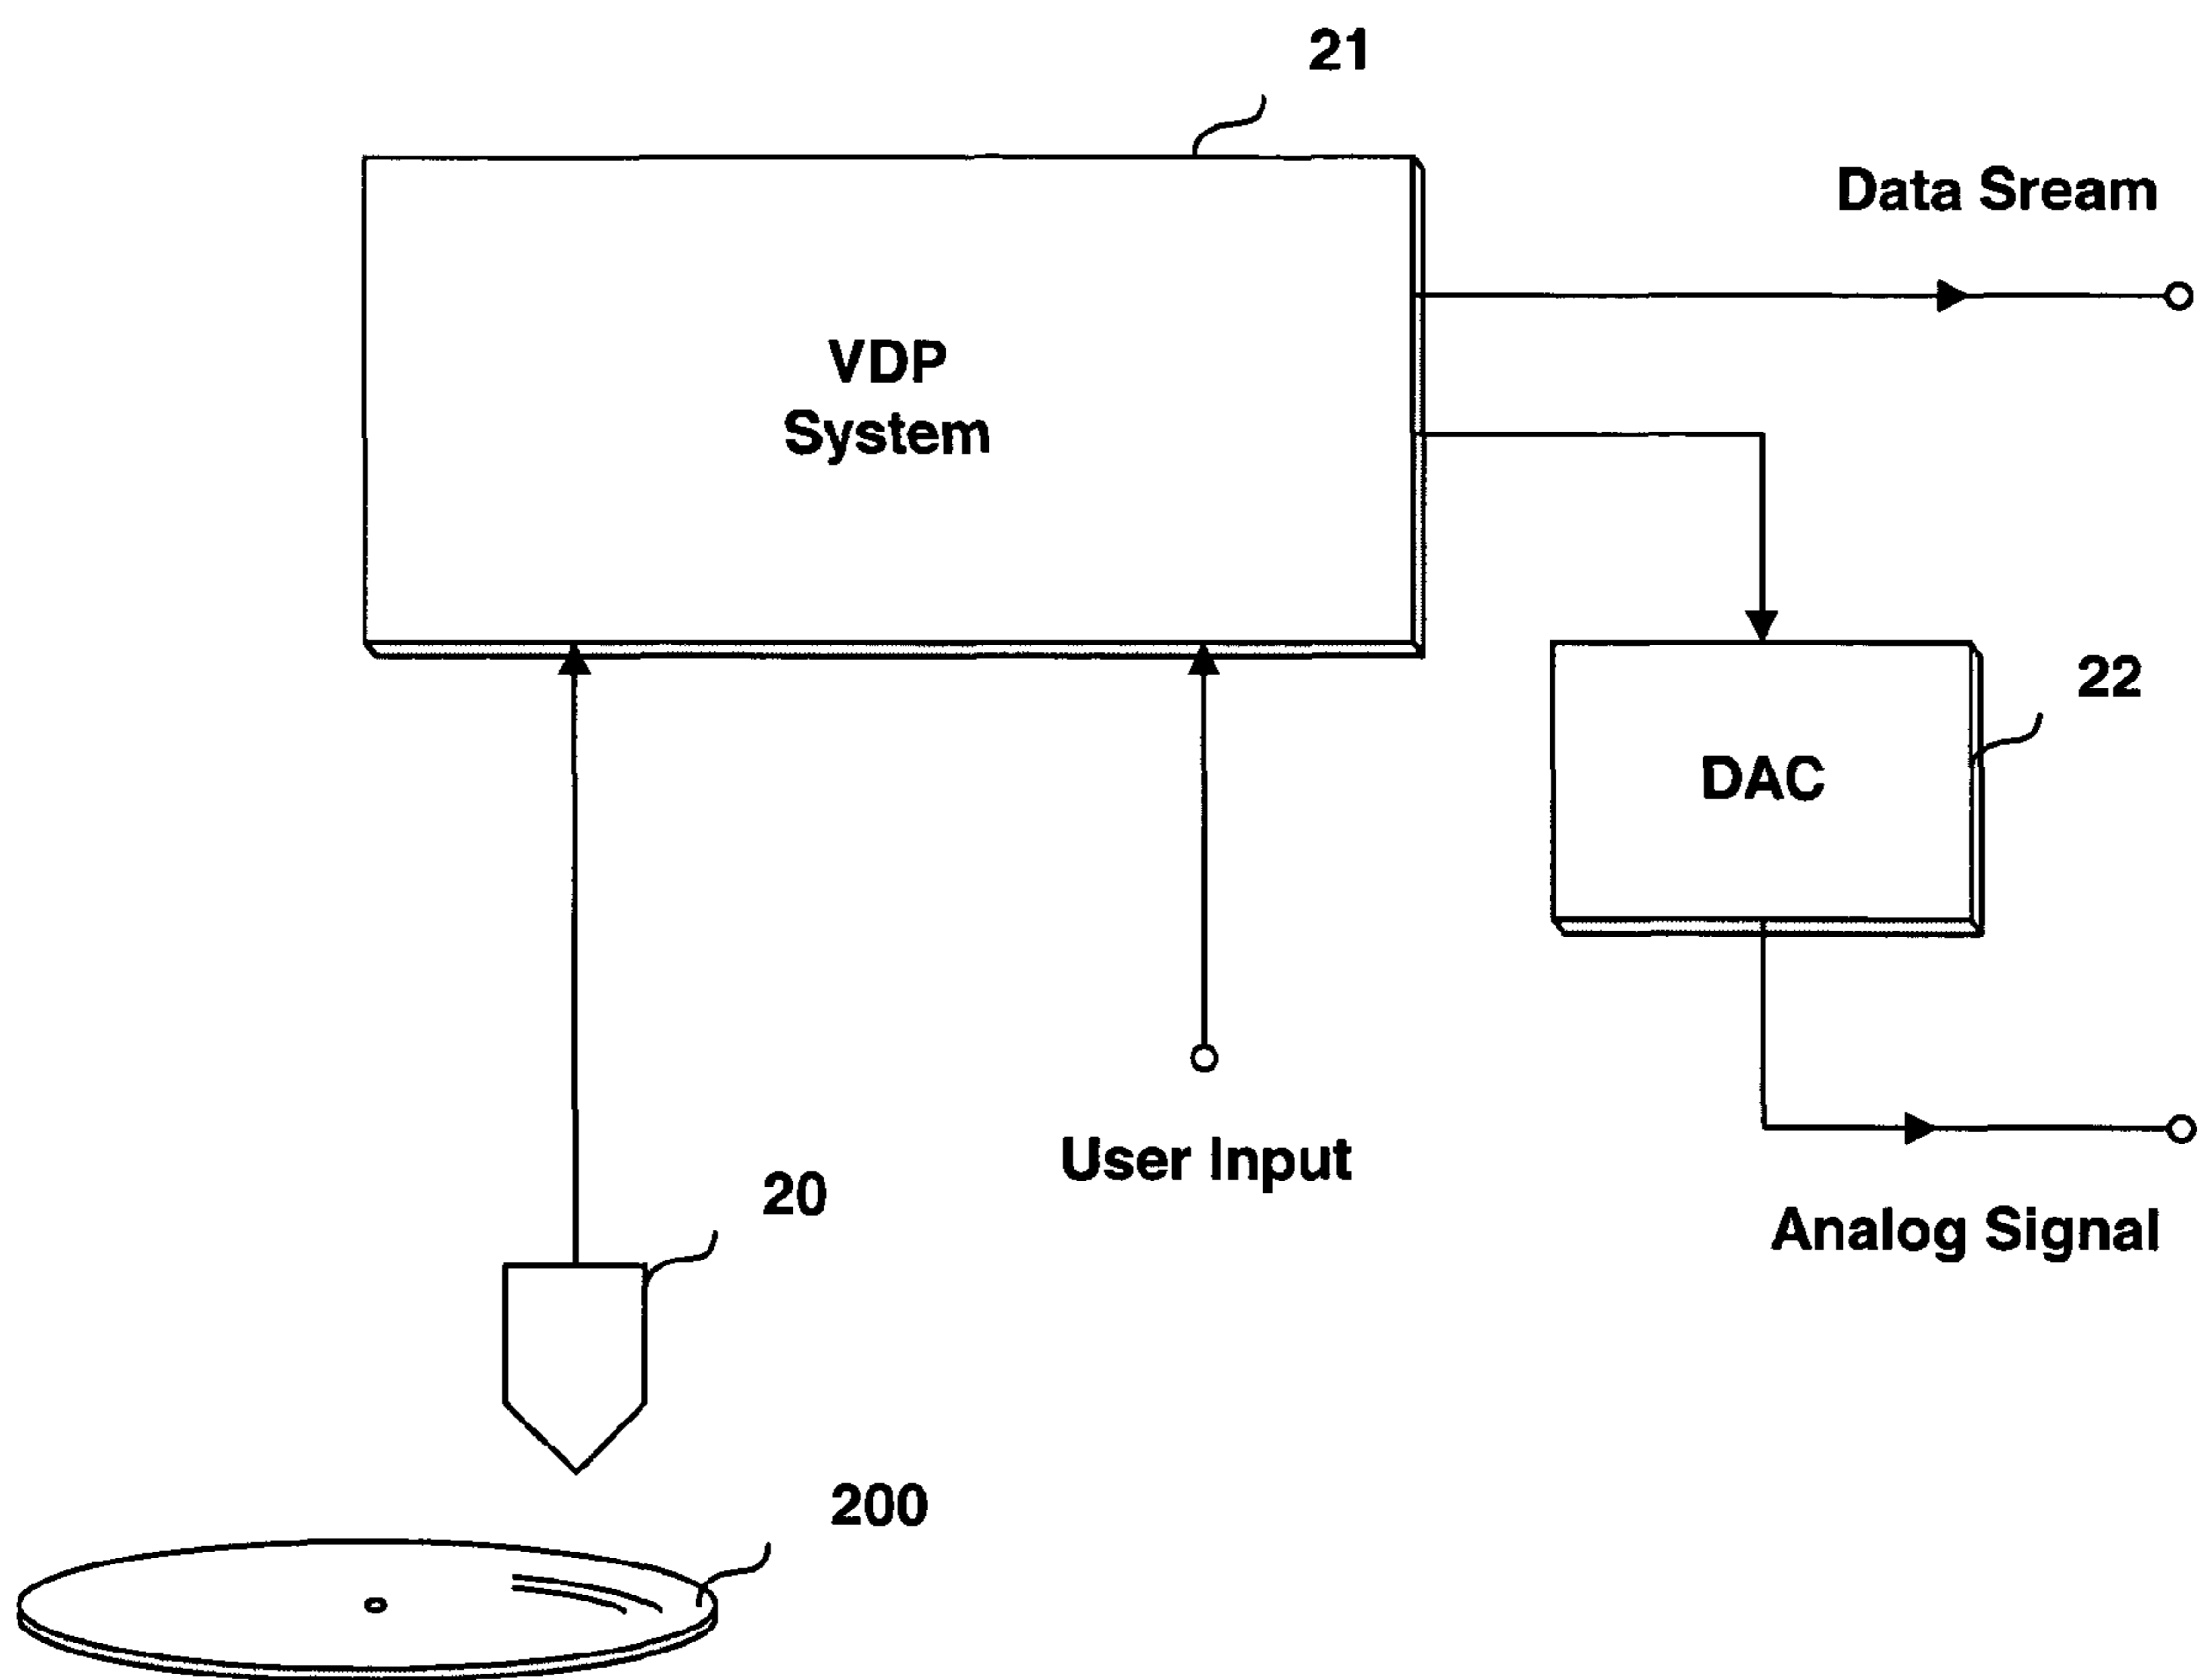 21
Data Sream
VDP
System
22
DAC
User Input
20
Analog Signal
200